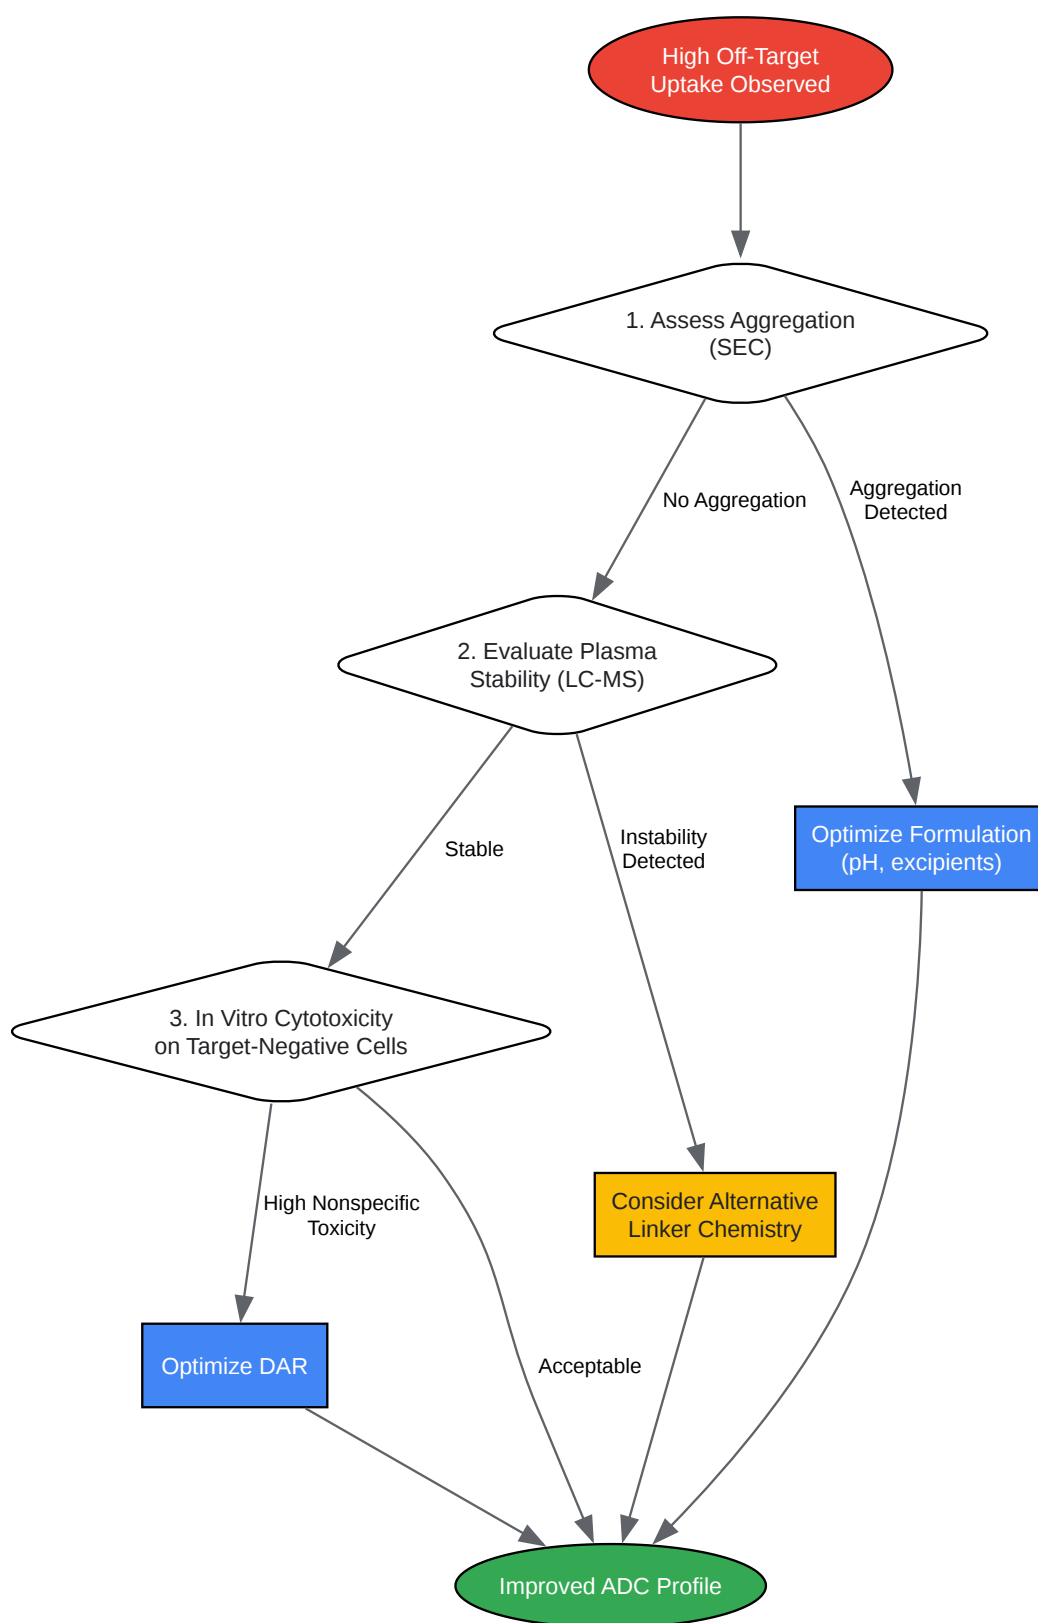 High Off-Target
Uptake Observed
1. Assess Aggregation
(SEC)
No Aggregation
Aggregation
Detected
2. Evaluate Plasma
Stability (LC-MS)
Optimize Formulation
(pH, excipients)
Stable
Instability
Detected
3. In Vitro Cytotoxicity
on Target-Negative Cells
High Nonspecific
Toxicity
Consider Alternative
Linker Chemistry
Optimize DAR
Acceptable
Improved ADC Profile